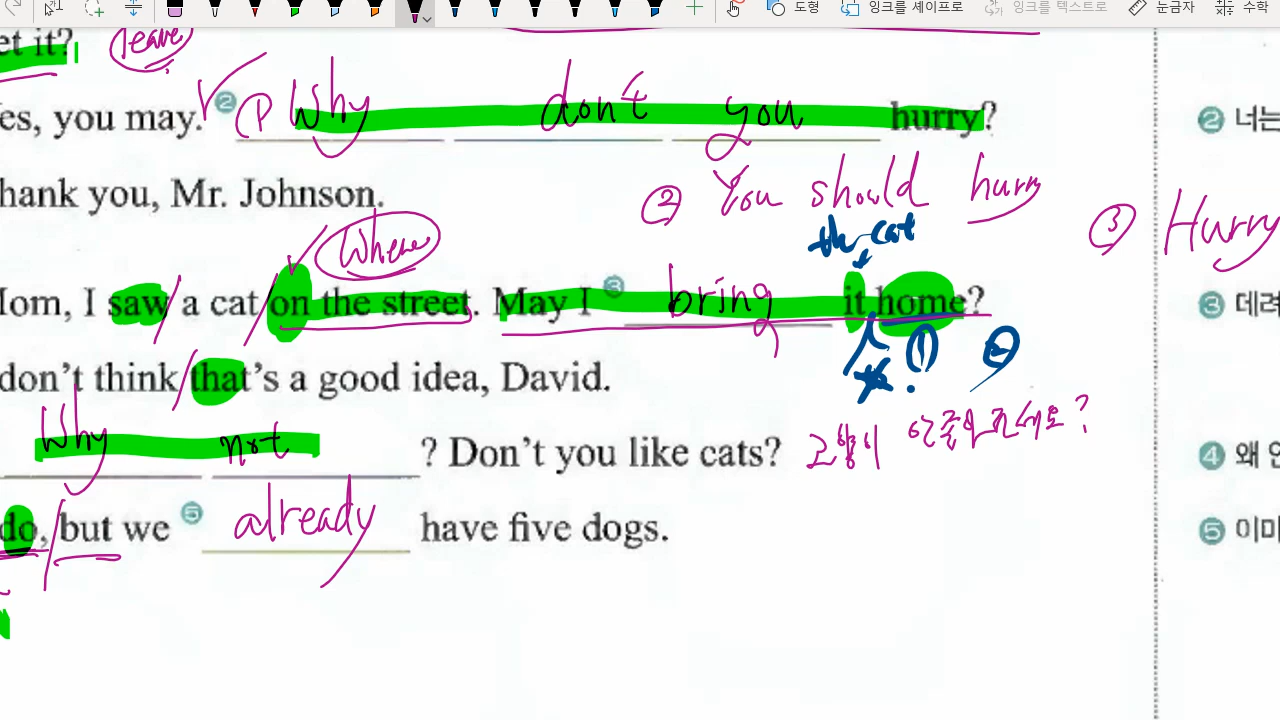 도형 잉크를 셰이프로 잉크를 텍스트로 눈금자 수학
et it? leave
es, you may. ② ① Why don't you hurry?
② 너는
hank you, Mr. Johnson.
② You should hurry ③ Hurry
the cat
where
Mom, I saw / a cat / on the street. May I ③ bring it home?
③ 데려
① ②
don't think / that's a good idea, David.
Why not ? Don't you like cats?
고양이 안 좋아
④ 왜 안
do, / but we ⑤ already have five dogs.
⑤ 이미